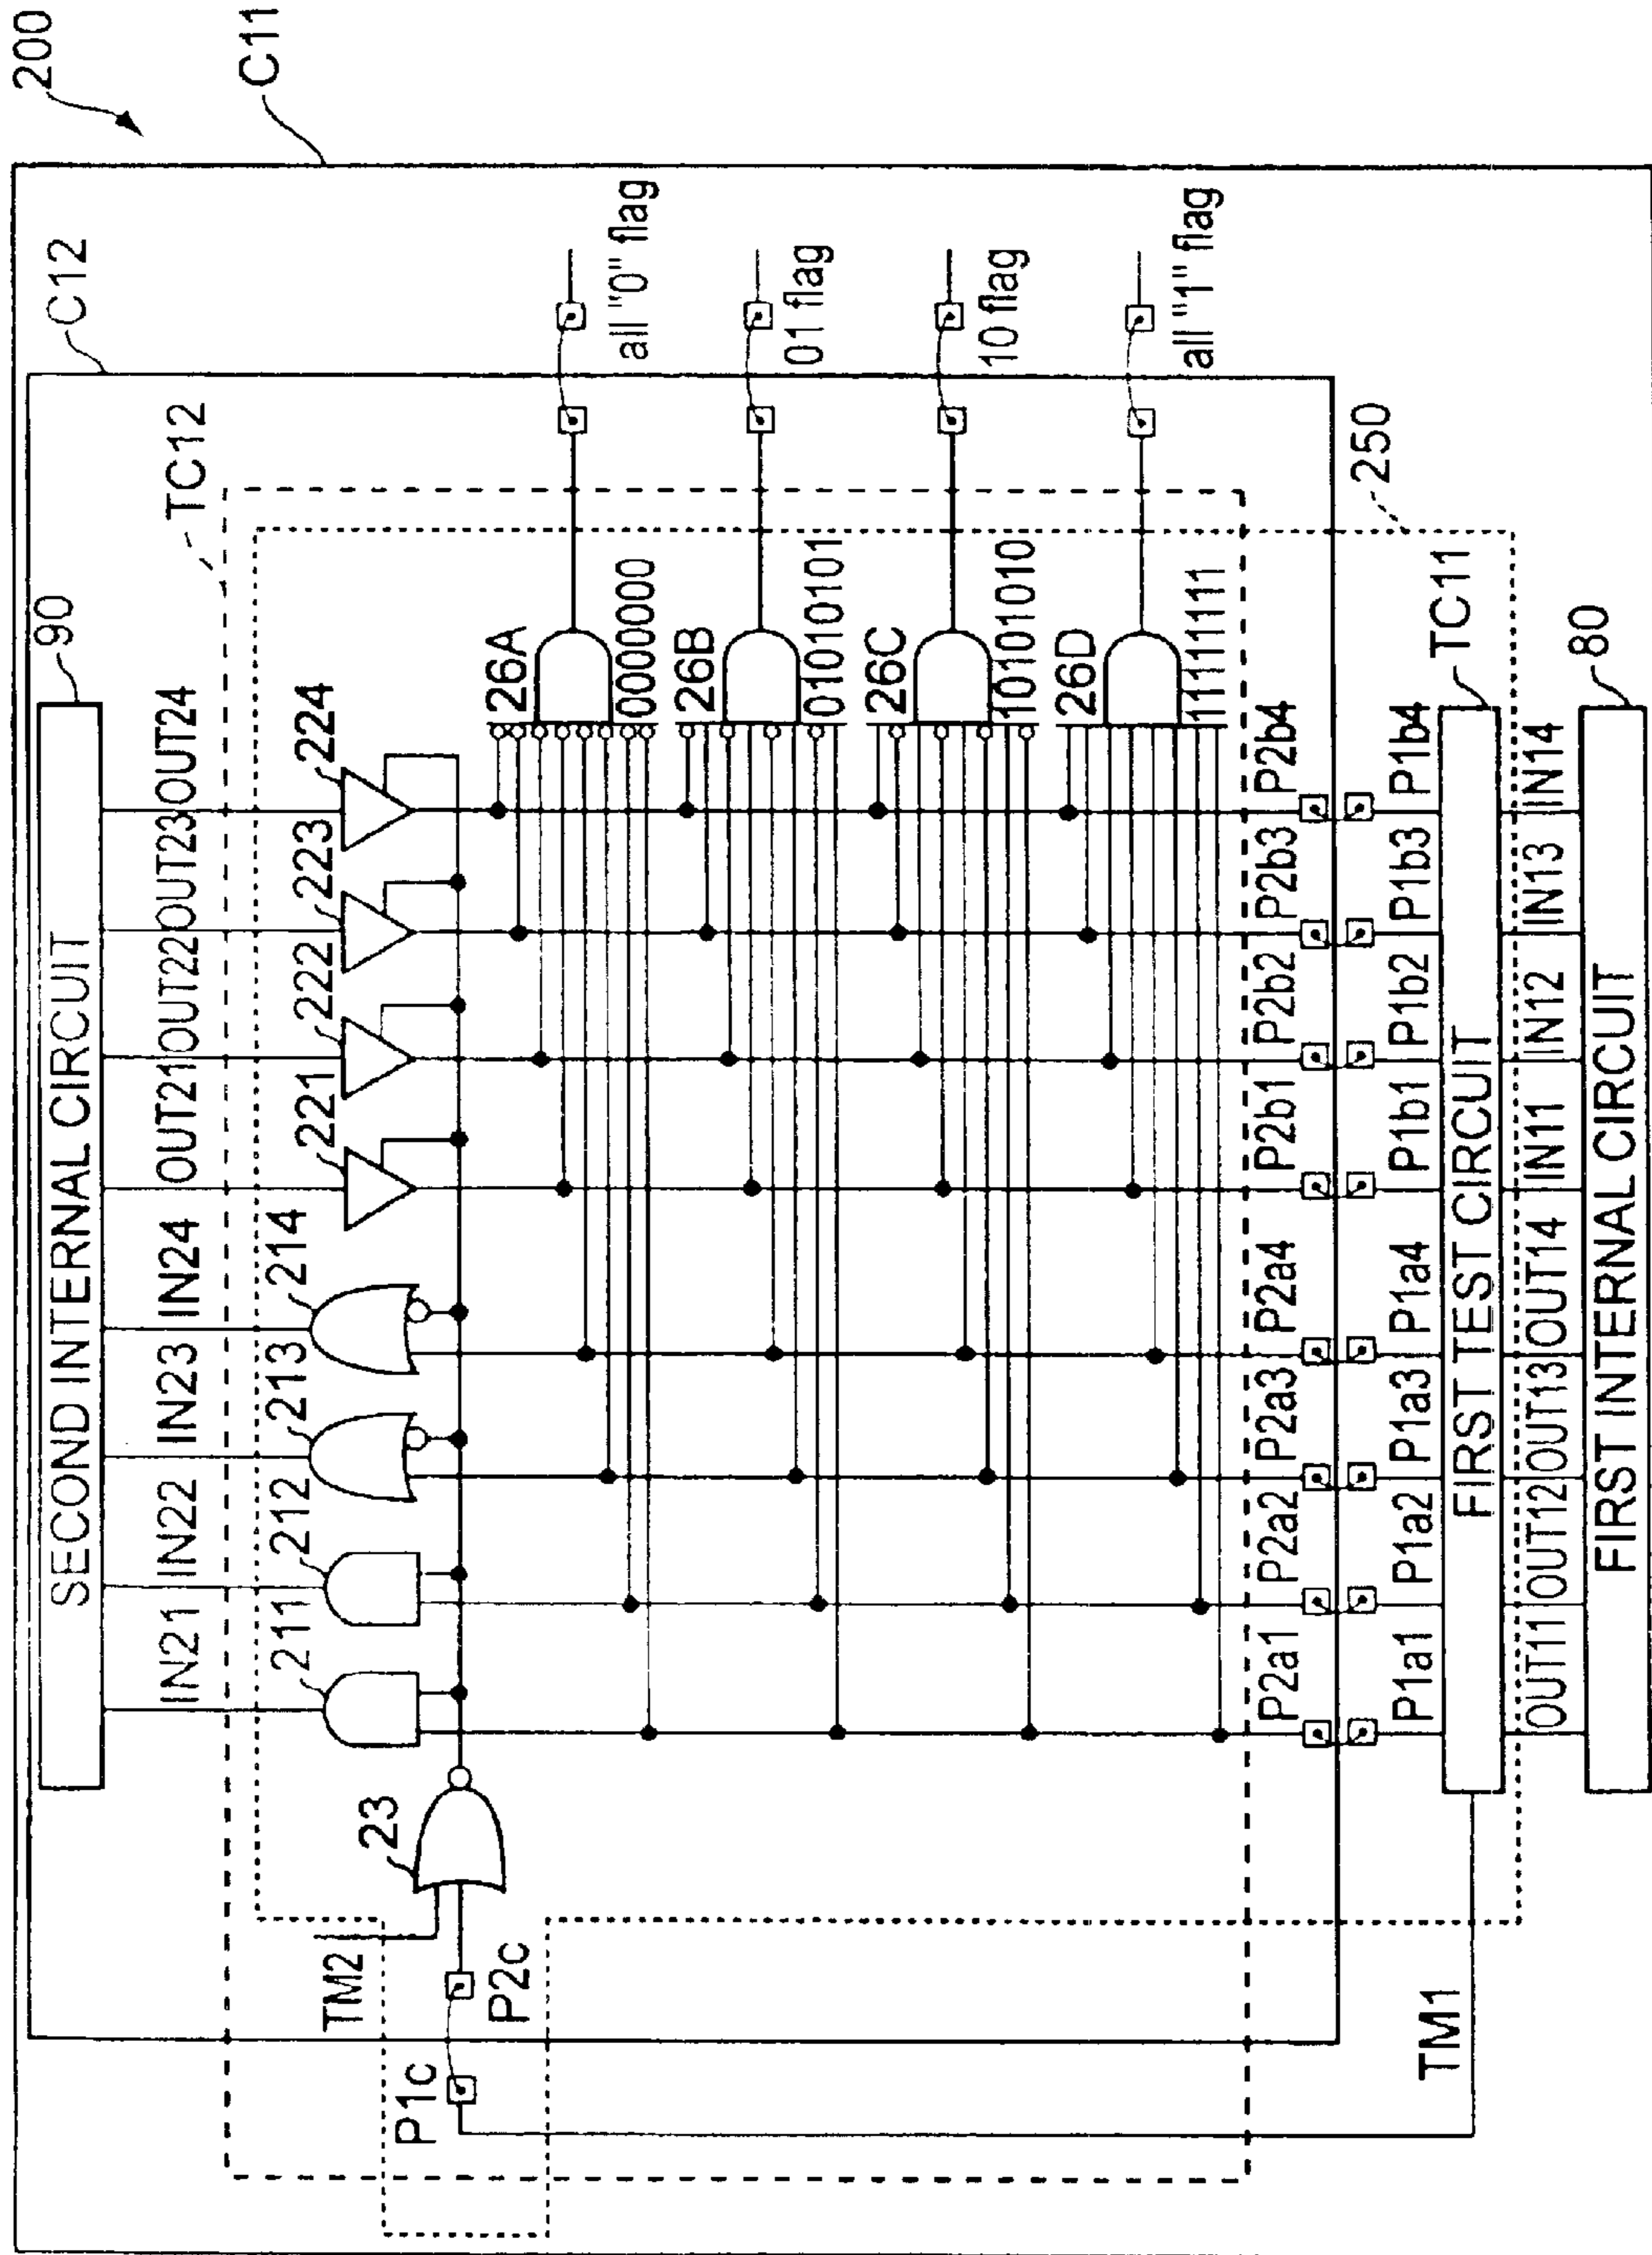 200
SECOND INTERNAL CIRCUIT
90
C12
C11
IN21
IN22
IN23
IN24
OUT21
OUT22
OUT23
OUT24
TC12
211
212
213
214
221
222
223
224
TM2
23
P1c
P2c
26A
0000000
all "0" flag
26B
01010101
01 flag
26C
10101010
10 flag
26D
11111111
all "1" flag
P2a1
P2a2
P2a3
P2a4
P2b1
P2b2
P2b3
P2b4
250
P1a1
P1a2
P1a3
P1a4
P1b1
P1b2
P1b3
P1b4
TM1
FIRST TEST CIRCUIT
TC11
OUT11
OUT12
OUT13
OUT14
IN11
IN12
IN13
IN14
FIRST INTERNAL CIRCUIT
80